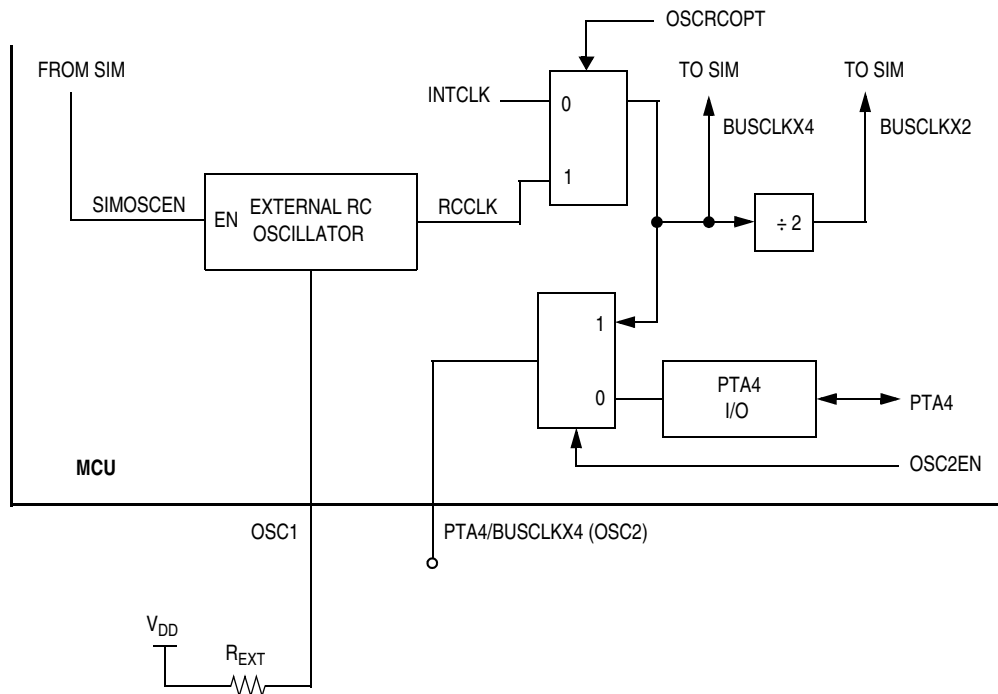 OSCRCOPT
FROM SIM
TO SIM
TO SIM
INTCLK
0
BUSCLKX4
BUSCLKX2
1
SIMOSCEN
EN
EXTERNAL RC
OSCILLATOR
RCCLK
÷ 2
1
0
PTA4
I/O
PTA4
MCU
OSC2EN
OSC1
PTA4/BUSCLKX4 (OSC2)
VDD
REXT